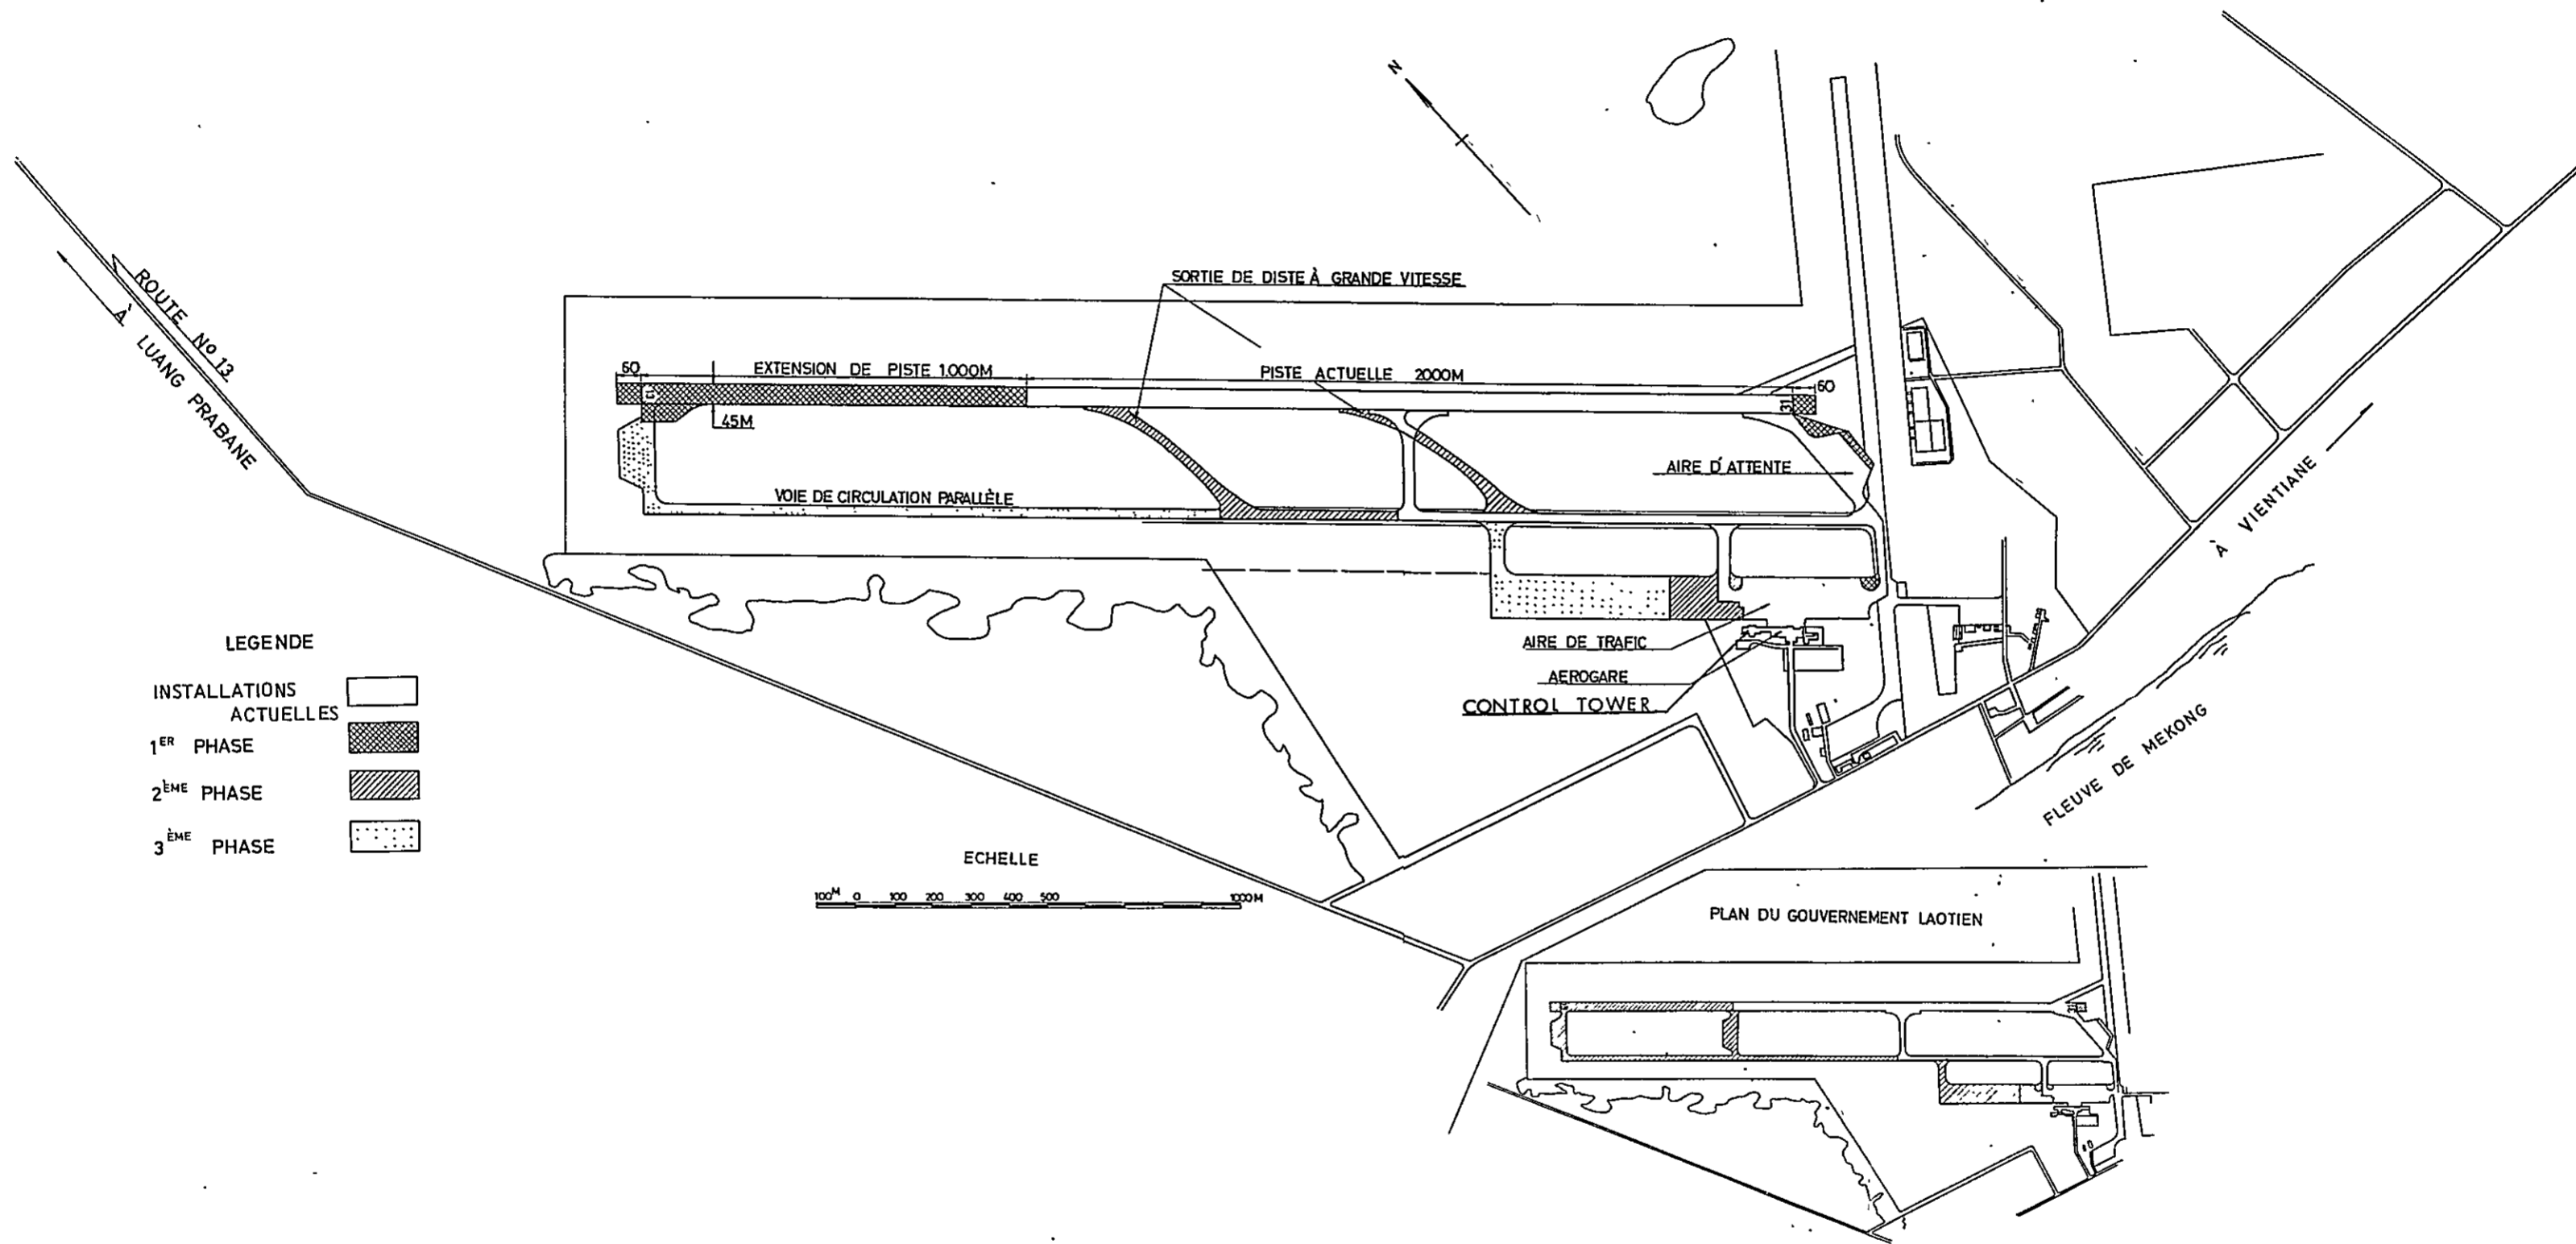 N
SORTIE DE DISTE À GRANDE VITESSE
ROUTE No 13
À LUANG PRABANE
60
EXTENSION DE PISTE 1.000M
PISTE ACTUELLE 2000M
60
13
31
45M
AIRE D'ATTENTE
VOIE DE CIRCULATION PARALLÈLE
À VIENTIANE
AIRE DE TRAFIC
AEROGARE
CONTROL TOWER
FLEUVE DE MEKONG
LEGENDE
INSTALLATIONS
ACTUELLES
1ER PHASE
2ÈME PHASE
3ÈME PHASE
ECHELLE
100M 0 100 200 300 400 500 1000M
PLAN DU GOUVERNEMENT LAOTIEN
31